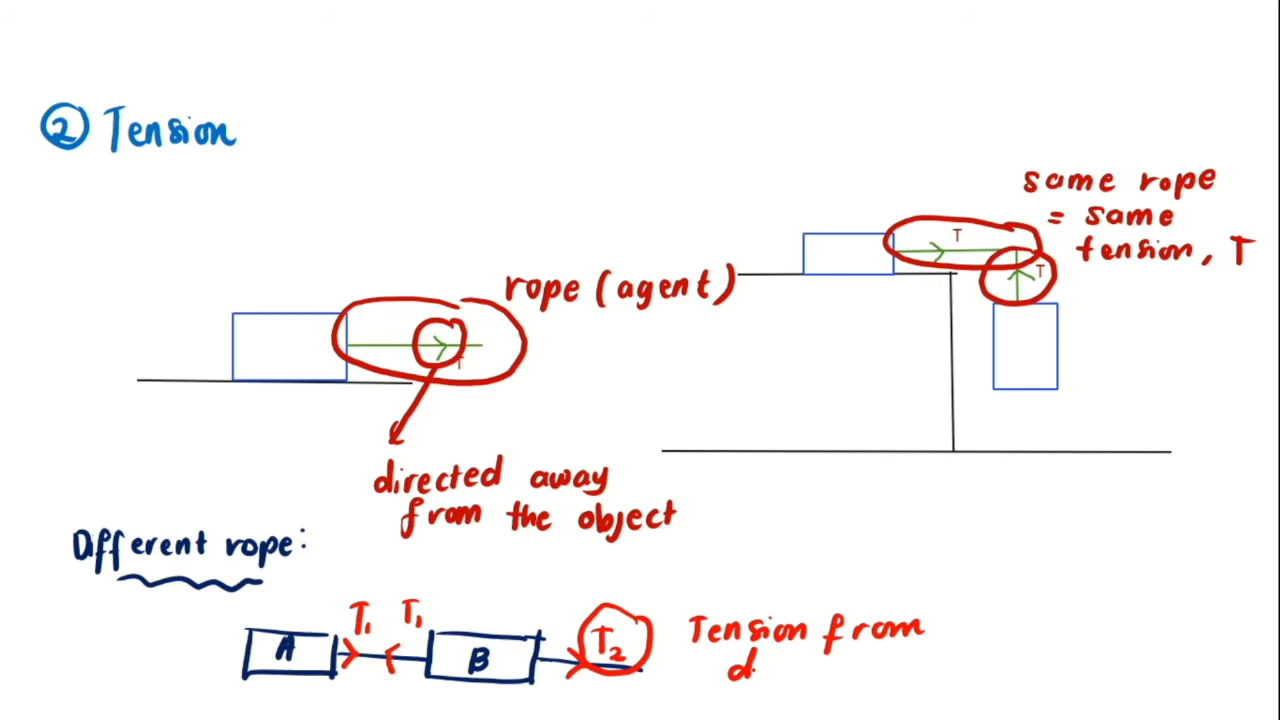 ② Tension
same rope
= same
tension, T
T
T
rope (agent)
T
directed away
from the object
Different rope:
T₁ T₁
A B T₂
Tension from
d